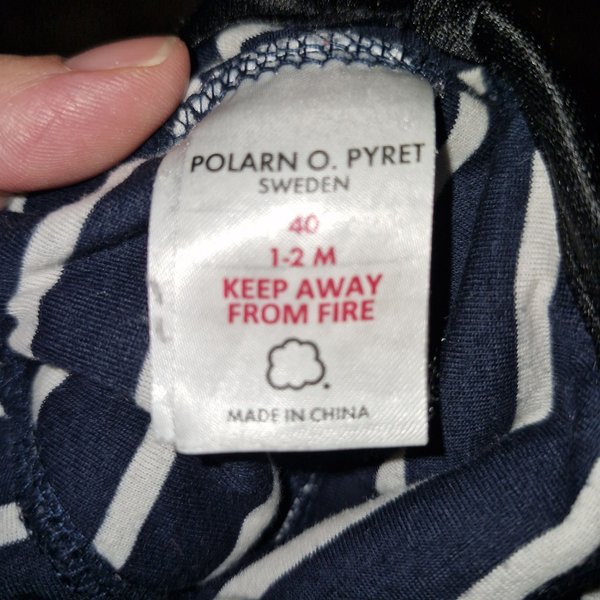 POLARN O. PYRET
SWEDEN
40
1-2 M
KEEP AWAY
FROM FIRE
MADE IN CHINA